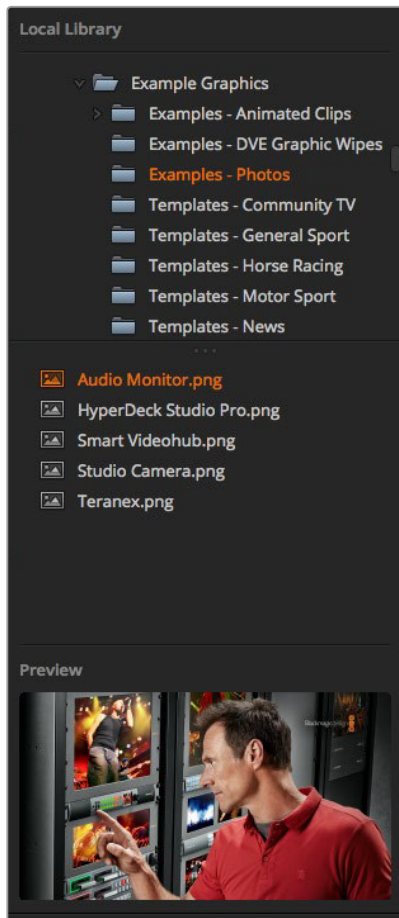 Local Library
Example Graphics
Examples - Animated Clips
Examples - DVE Graphic Wipes
Examples - Photos
Templates - Community TV
Templates - General Sport
Templates - Horse Racing
Templates - Motor Sport
Templates - News
Audio Monitor.png
HyperDeck Studio Pro.png
Smart Videohub.png
Studio Camera.png
Teranex.png
Preview
Blackmagicdesign